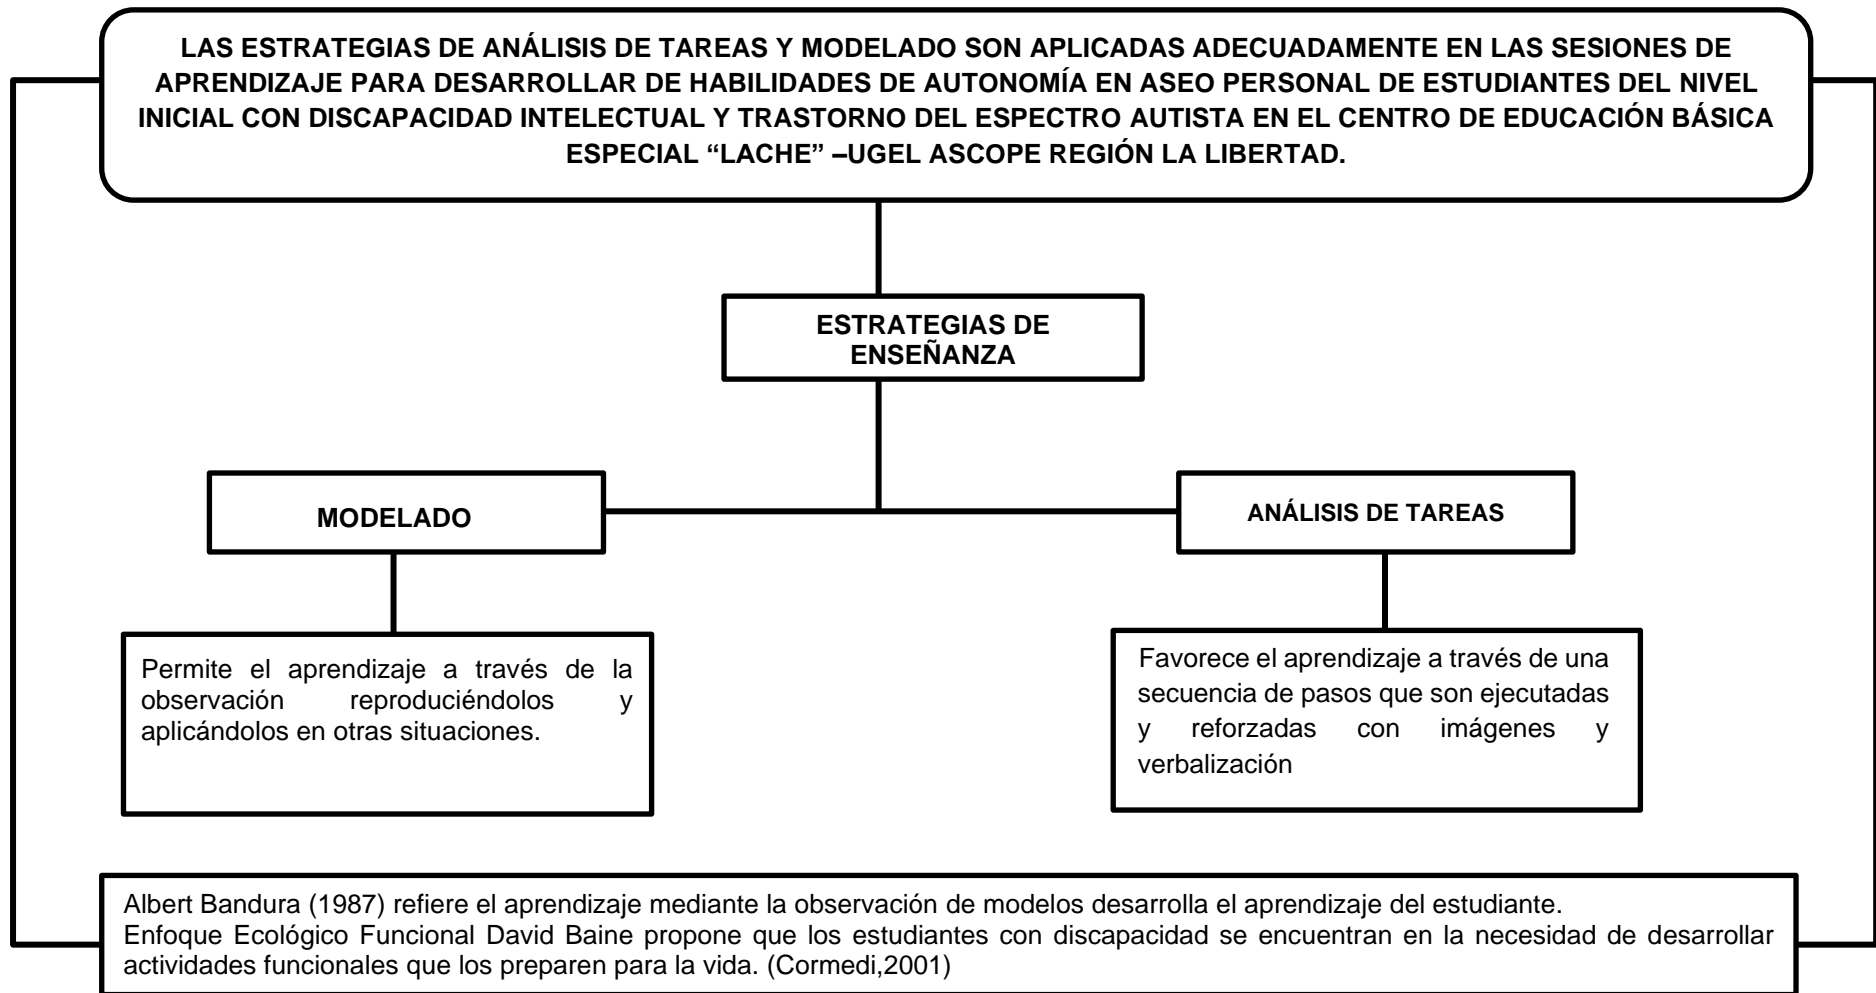 LAS ESTRATEGIAS DE ANÁLISIS DE TAREAS Y MODELADO SON APLICADAS ADECUADAMENTE EN LAS SESIONES DE
APRENDIZAJE PARA DESARROLLAR DE HABILIDADES DE AUTONOMÍA EN ASEO PERSONAL DE ESTUDIANTES DEL NIVEL
INICIAL CON DISCAPACIDAD INTELECTUAL Y TRASTORNO DEL ESPECTRO AUTISTA EN EL CENTRO DE EDUCACIÓN BÁSICA
ESPECIAL “LACHE” –UGEL ASCOPE REGIÓN LA LIBERTAD.
ESTRATEGIAS DE
ENSEÑANZA
MODELADO
ANÁLISIS DE TAREAS
Permite el aprendizaje a través de la
observación reproduciéndolos y
aplicándolos en otras situaciones.
Favorece el aprendizaje a través de una
secuencia de pasos que son ejecutadas
y reforzadas con imágenes y
verbalización
Albert Bandura (1987) refiere el aprendizaje mediante la observación de modelos desarrolla el aprendizaje del estudiante.
Enfoque Ecológico Funcional David Baine propone que los estudiantes con discapacidad se encuentran en la necesidad de desarrollar
actividades funcionales que los preparen para la vida. (Cormedi,2001)